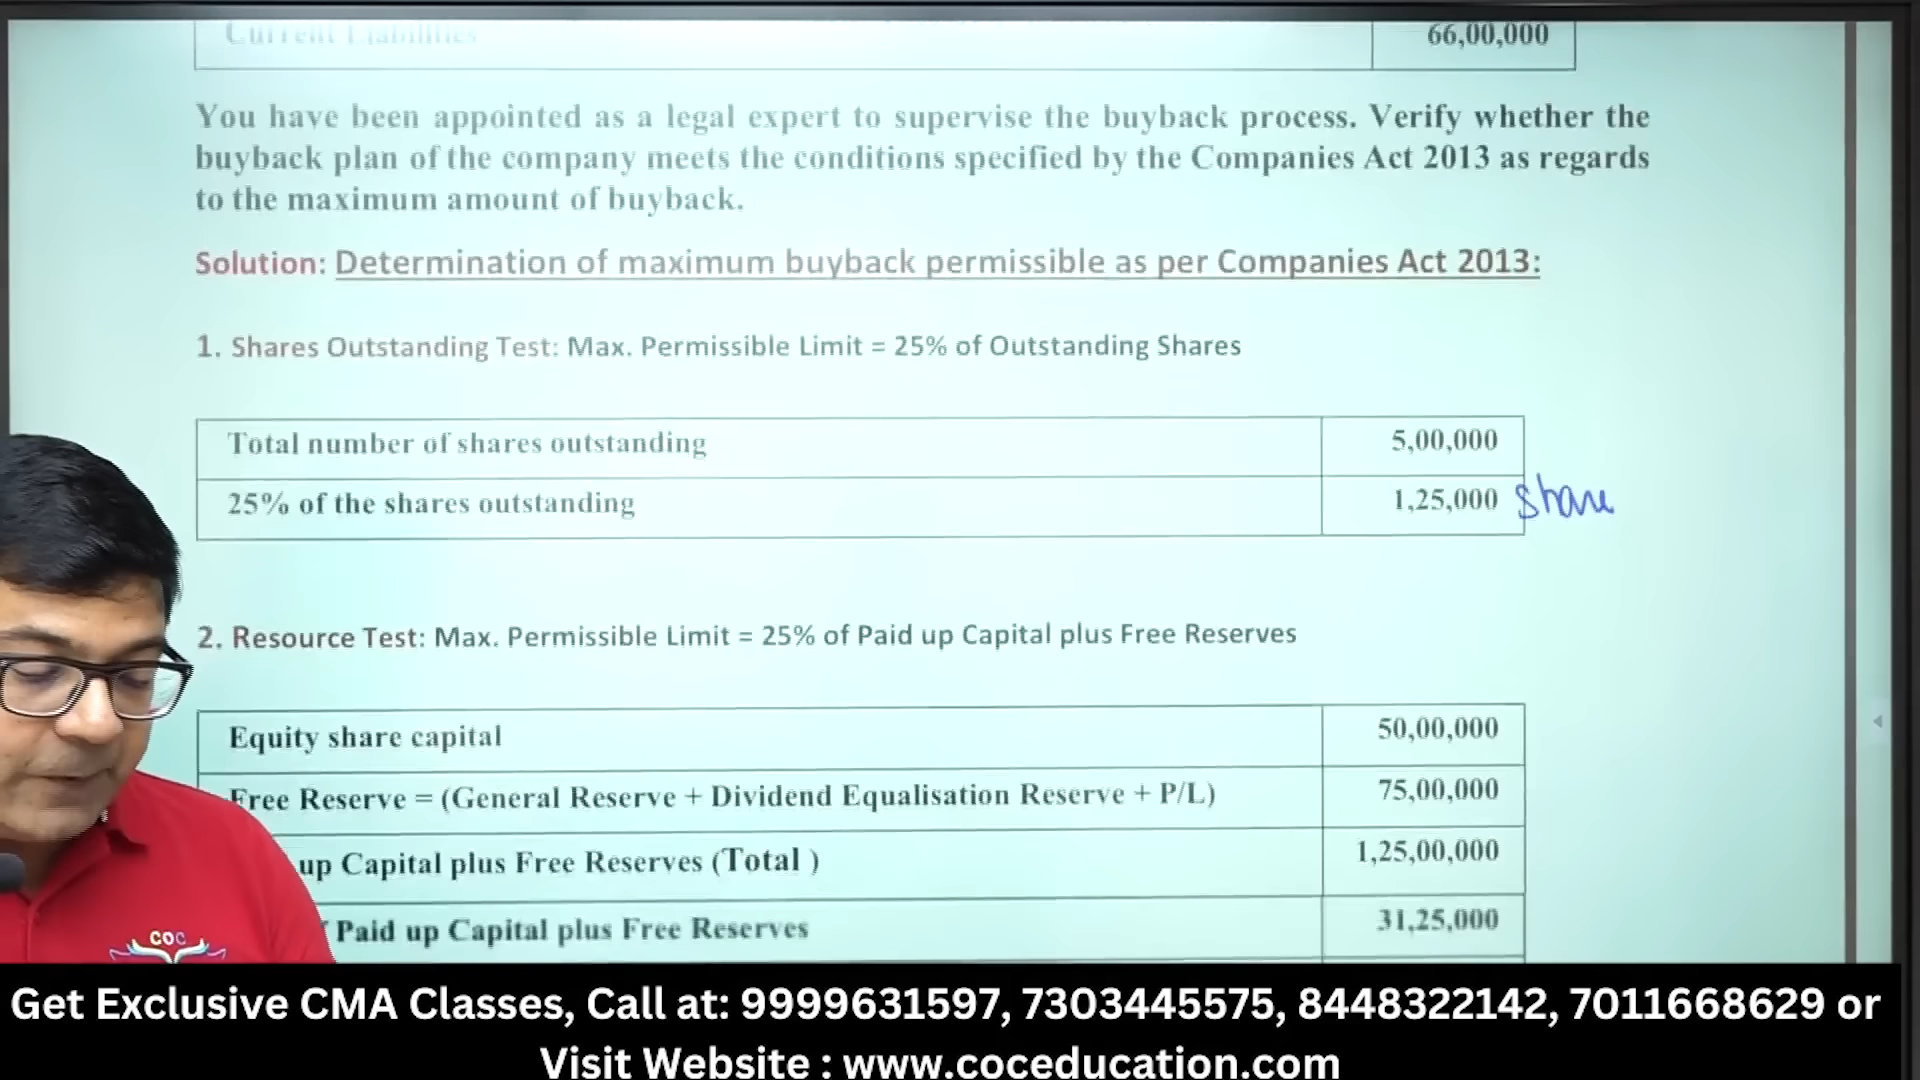 Current Liabilities 66,00,000
You have been appointed as a legal expert to supervise the buyback process. Verify whether the
buyback plan of the company meets the conditions specified by the Companies Act 2013 as regards
to the maximum amount of buyback.
Solution: Determination of maximum buyback permissible as per Companies Act 2013:
1. Shares Outstanding Test: Max. Permissible Limit = 25% of Outstanding Shares
Total number of shares outstanding 5,00,000
25% of the shares outstanding 1,25,000 share
2. Resource Test: Max. Permissible Limit = 25% of Paid up Capital plus Free Reserves
Equity share capital 50,00,000
Free Reserve = (General Reserve + Dividend Equalisation Reserve + P/L) 75,00,000
up Capital plus Free Reserves (Total ) 1,25,00,000
Paid up Capital plus Free Reserves 31,25,000
COC
Get Exclusive CMA Classes, Call at: 9999631597, 7303445575, 8448322142, 7011668629 or
Visit Website : www.coceducation.com